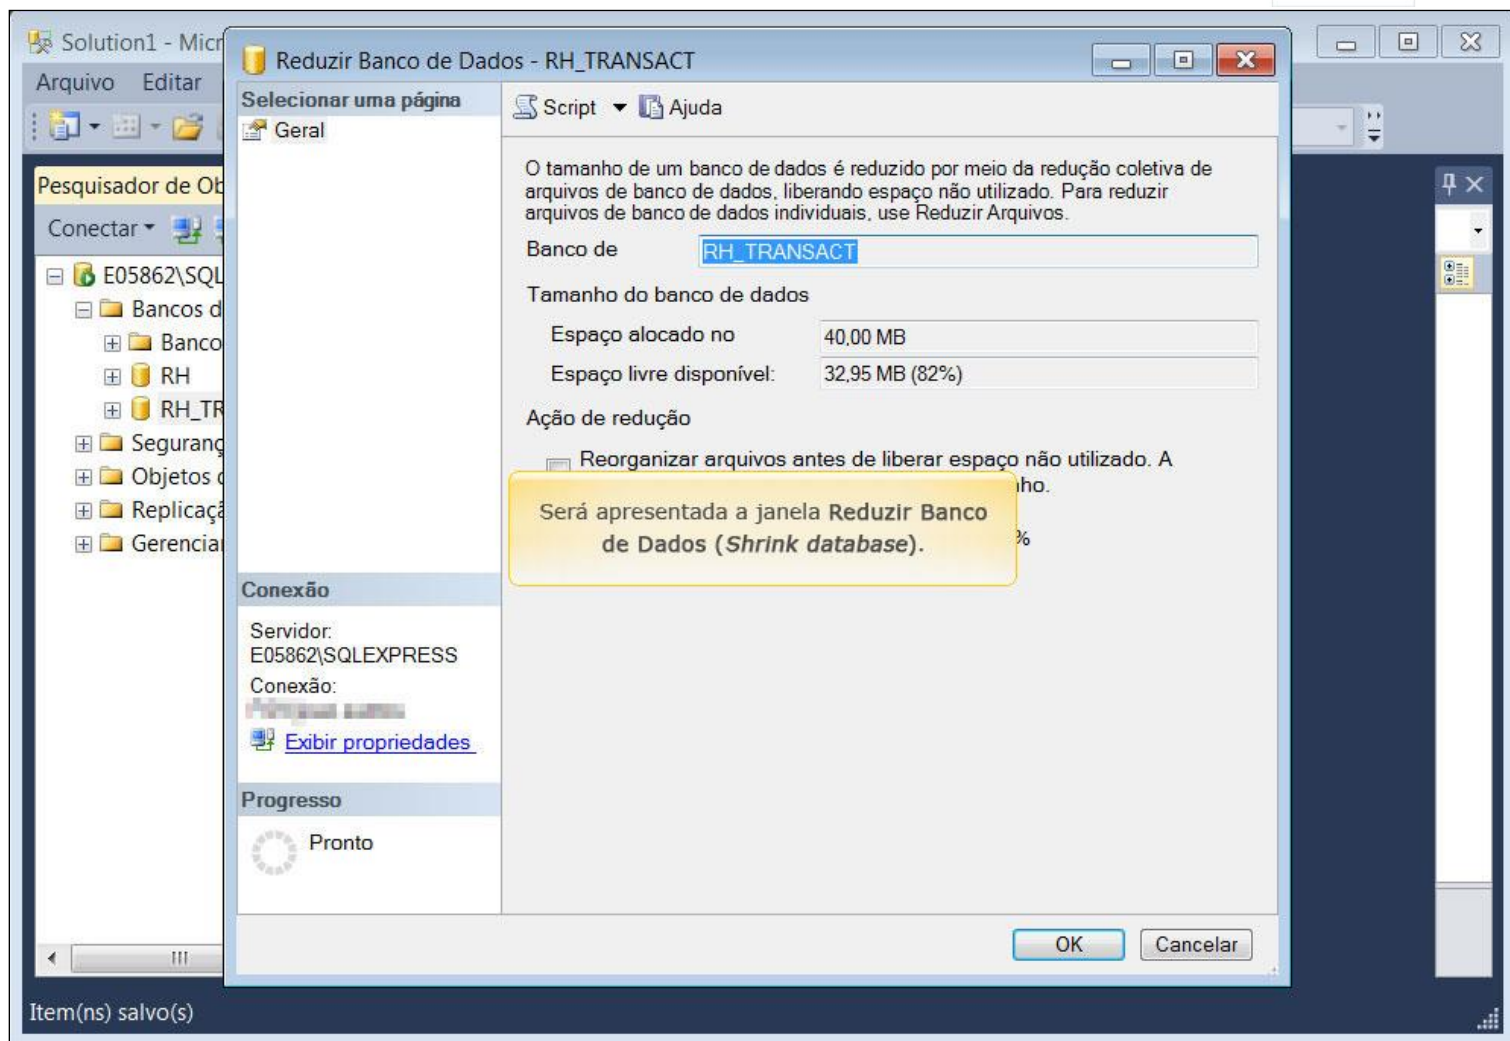 Solution1 - Micr
Arquivo Editar
Pesquisador de Ob
Conectar
E05862\SQL
Bancos d
Banco
RH
RH_TR
Seguranç
Objetos
Replicaçã
Gerencia
Item(ns) salvo(s)
Reduzir Banco de Dados - RH_TRANSACT
Selecionar uma página
Geral
Script Ajuda
O tamanho de um banco de dados é reduzido por meio da redução coletiva de
arquivos de banco de dados, liberando espaço não utilizado. Para reduzir
arquivos de banco de dados individuais, use Reduzir Arquivos.
Banco de RH_TRANSACT
Tamanho do banco de dados
Espaço alocado no 40,00 MB
Espaço livre disponível: 32,95 MB (82%)
Ação de redução
Reorganizar arquivos antes de liberar espaço não utilizado. A
nho.
%
Será apresentada a janela Reduzir Banco
de Dados (Shrink database).
Conexão
Servidor:
E05862\SQLEXPRESS
Conexão:
Exibir propriedades
Progresso
Pronto
OK Cancelar